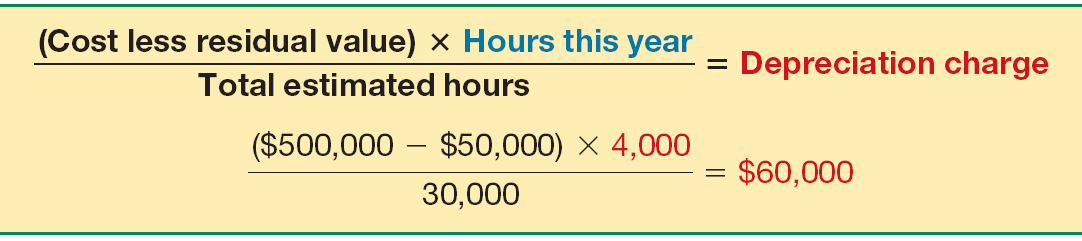 (Cost less residual value) × Hours this year
Total estimated hours
= Depreciation charge
($500,000 − $50,000) × 4,000
30,000
= $60,000